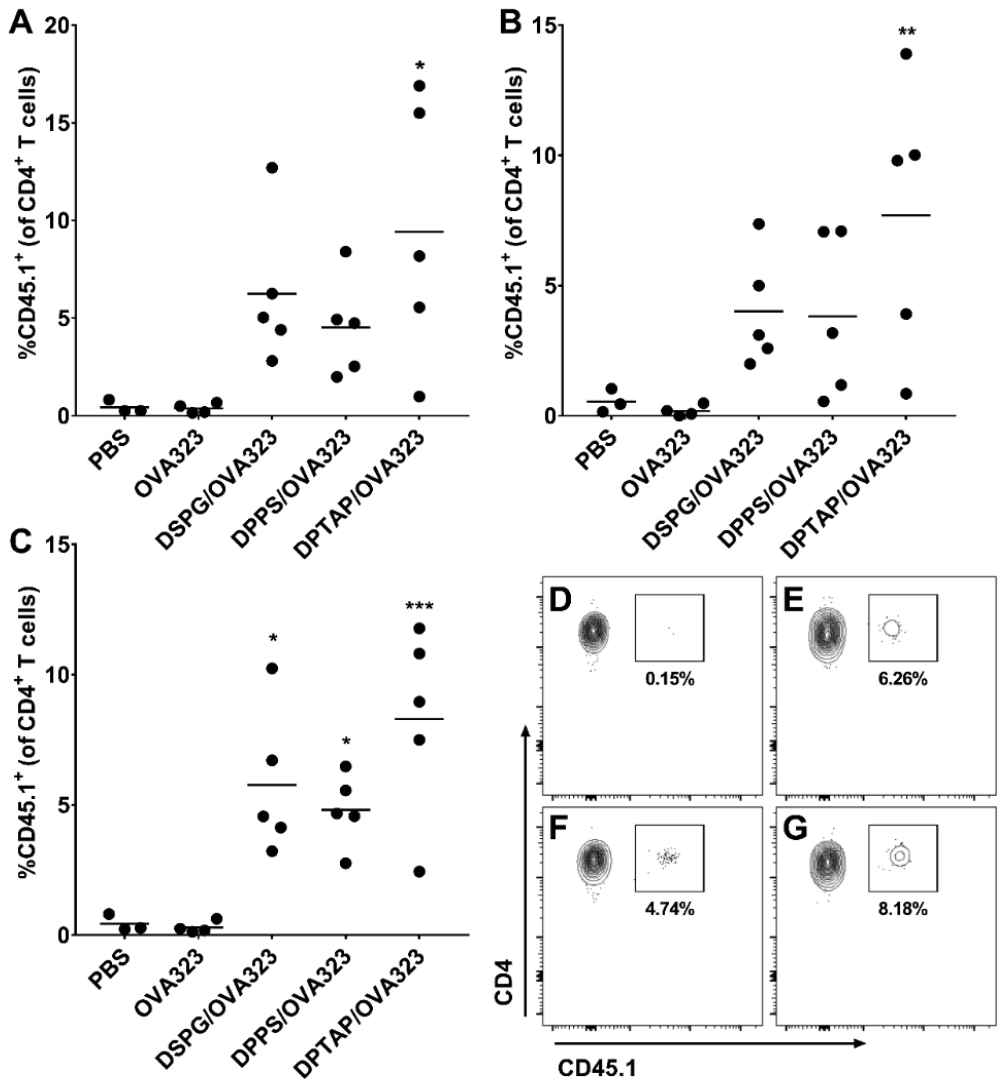 A
%CD45.1⁺ (of CD4⁺ T cells)
20
15
10
5
0
*
PBS
OVA323
DSPG/OVA323
DPPS/OVA323
DPTAP/OVA323
B
%CD45.1⁺ (of CD4⁺ T cells)
15
10
5
0
**
PBS
OVA323
DSPG/OVA323
DPPS/OVA323
DPTAP/OVA323
C
%CD45.1⁺ (of CD4⁺ T cells)
15
10
5
0
*
*
***
PBS
OVA323
DSPG/OVA323
DPPS/OVA323
DPTAP/OVA323
D
0.15%
E
6.26%
F
4.74%
G
8.18%
CD4
CD45.1